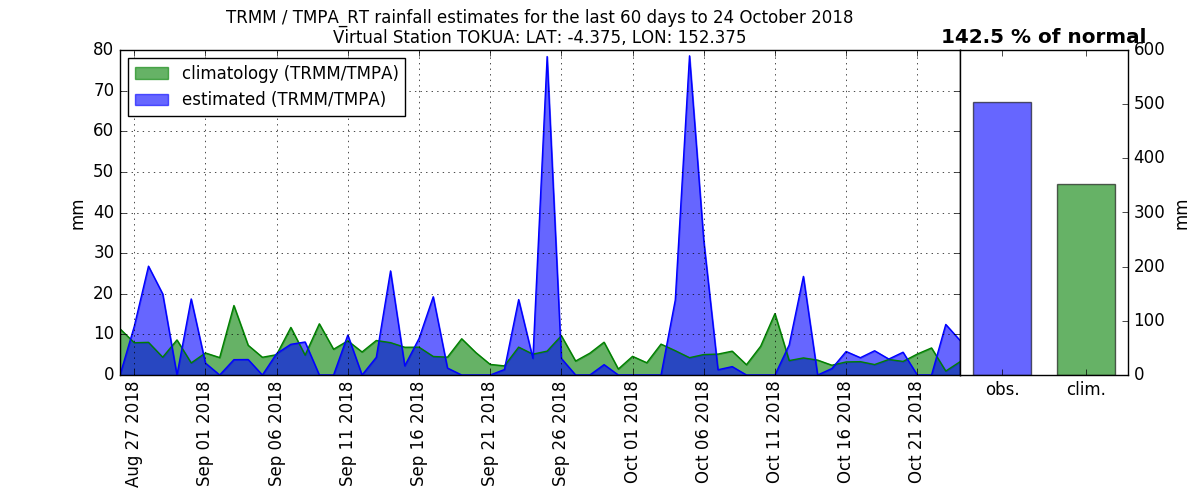 TRMM / TMPA_RT rainfall estimates for the last 60 days to 24 October 2018
Virtual Station TOKUA: LAT: -4.375, LON: 152.375
142.5 % of normal
climatology (TRMM/TMPA)
estimated (TRMM/TMPA)
80
70
60
50
40
30
20
10
0
mm
Aug 27 2018
Sep 01 2018
Sep 06 2018
Sep 11 2018
Sep 16 2018
Sep 21 2018
Sep 26 2018
Oct 01 2018
Oct 06 2018
Oct 11 2018
Oct 16 2018
Oct 21 2018
600
500
400
300
200
100
0
mm
obs.
clim.